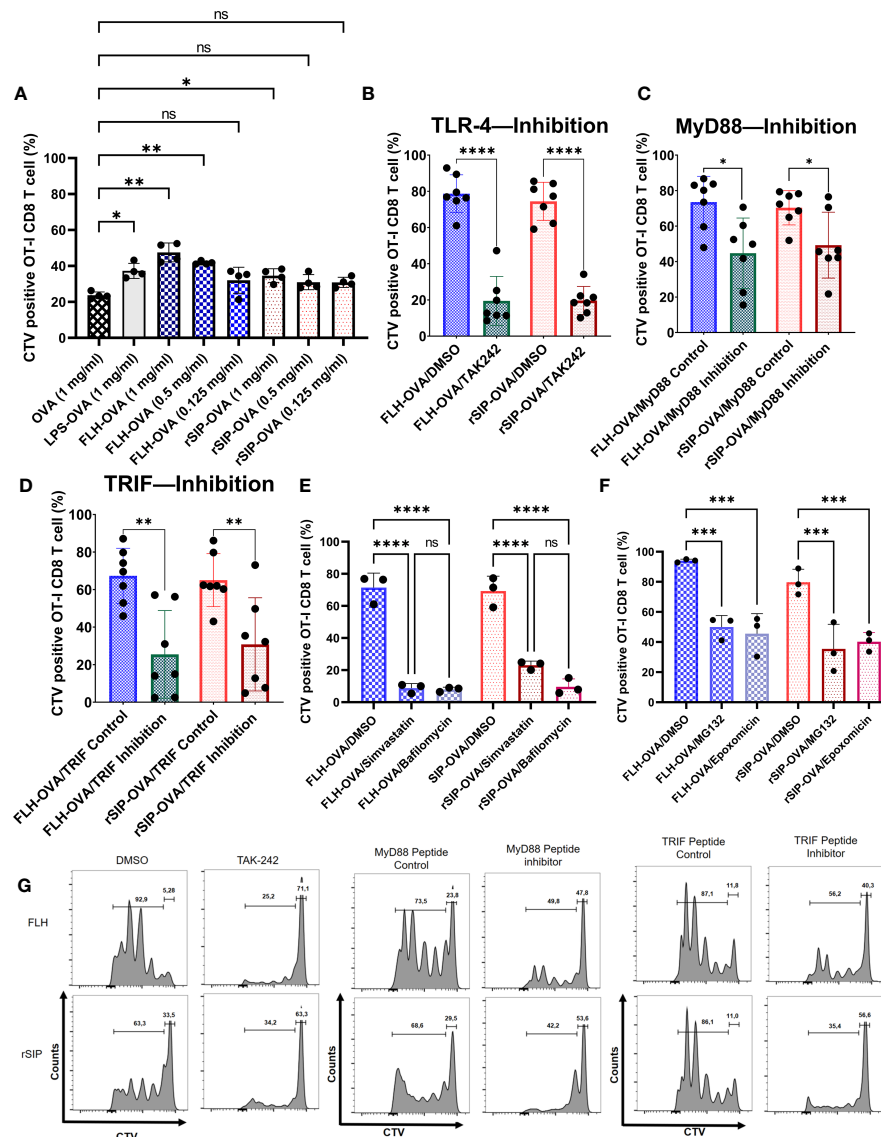 ns
ns
*
ns
**
**
*
A
CTV positive OT-I CD8 T cell (%)
100
80
60
40
20
0
OVA (1 mg/ml)
LPS-OVA (1 mg/ml)
FLH-OVA (1 mg/ml)
FLH-OVA (0.5 mg/ml)
FLH-OVA (0.125 mg/ml)
rSIP-OVA (1 mg/ml)
rSIP-OVA (0.5 mg/ml)
rSIP-OVA (0.125 mg/ml)
B
TLR-4—Inhibition
CTV positive OT-I CD8 T cell (%)
100
80
60
40
20
0
**** ****
FLH-OVA/DMSO
FLH-OVA/TAK242
rSIP-OVA/DMSO
rSIP-OVA/TAK242
C
MyD88—Inhibition
CTV positive OT-I CD8 T cell (%)
100
80
60
40
20
0
* *
FLH-OVA/MyD88 Control
FLH-OVA/MyD88 Inhibition
rSIP-OVA/MyD88 Control
rSIP-OVA/MyD88 Inhibition
D
TRIF—Inhibition
CTV positive OT-I CD8 T cell (%)
100
80
60
40
20
0
** **
FLH-OVA/TRIF Control
FLH-OVA/TRIF Inhibition
rSIP-OVA/TRIF Control
rSIP-OVA/TRIF Inhibition
E
CTV positive OT-I CD8 T cell (%)
100
80
60
40
20
0
**** ****
**** ns **** ns
FLH-OVA/DMSO
FLH-OVA/Simvastatin
FLH-OVA/Bafilomycin
SIP-OVA/DMSO
rSIP-OVA/Simvastatin
rSIP-OVA/Bafilomycin
F
CTV positive OT-I CD8 T cell (%)
100
80
60
40
20
0
*** ***
*** ***
FLH-OVA/DMSO
FLH-OVA/MG132
FLH-OVA/Epoxomicin
rSIP-OVA/DMSO
rSIP-OVA/MG132
rSIP-OVA/Epoxomicin
G
DMSO
TAK-242
MyD88 Peptide
Control
MyD88 Peptide
inhibitor
TRIF Peptide
Control
TRIF Peptide
Inhibitor
FLH
92,9 5,28
25,2 71,1
73,5 23,8
49,8 47,8
87,1 11,8
56,2 40,3
rSIP
63,3 33,5
34,2 63,3
68,6 29,5
42,2 53,6
86,1 11,0
35,4 56,6
Counts
Counts
Counts
CTV
CTV
CTV